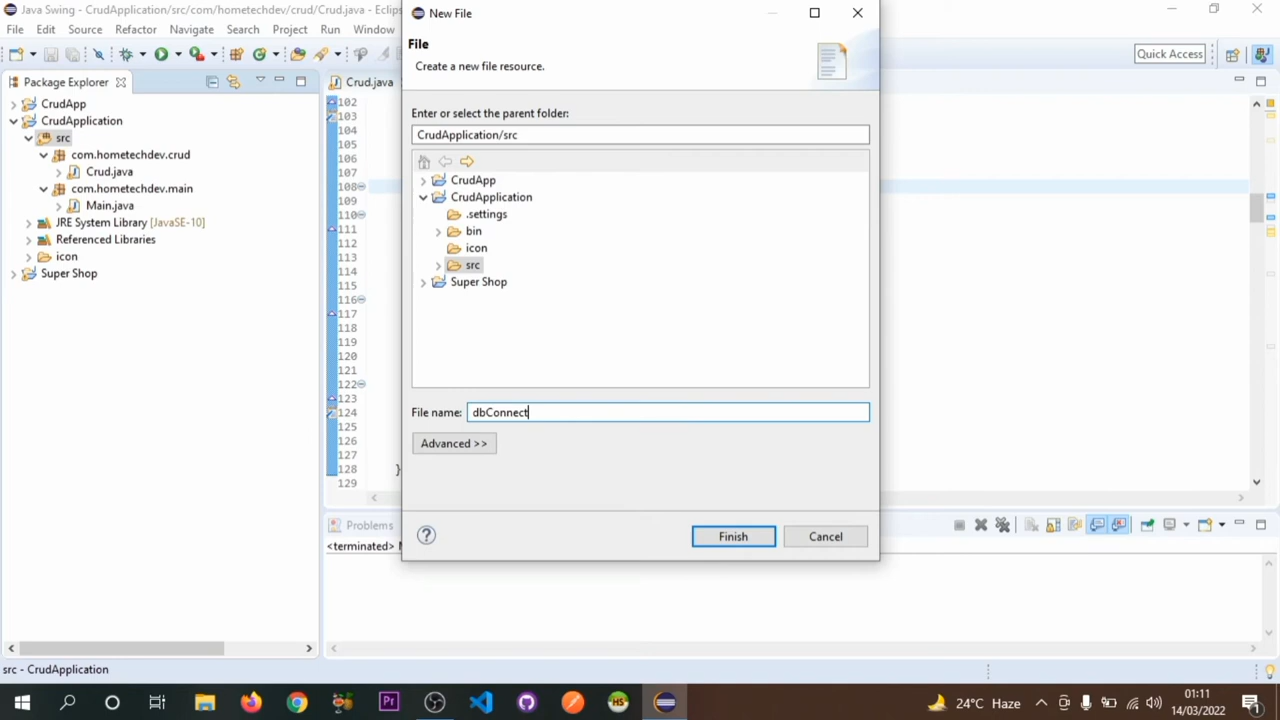 Java Swing - CrudApplication/src/com/hometechdev/crud/Crud.java - Eclips
File Edit Source Refactor Navigate Search Project Run Window
Quick Access
Package Explorer
CrudApp
CrudApplication
src
com.hometechdev.crud
Crud.java
com.hometechdev.main
Main.java
JRE System Library [JavaSE-10]
Referenced Libraries
icon
Super Shop
Crud.java
102
103
104
105
106
107
108
109
110
111
112
113
114
115
116
117
118
119
120
121
122
123
124
125
126
127
128 }
129
New File
File
Create a new file resource.
Enter or select the parent folder:
CrudApplication/src
CrudApp
CrudApplication
.settings
bin
icon
src
Super Shop
File name: dbConnect
Advanced >>
?
Finish Cancel
Problems
<terminated>
src - CrudApplication
Pr
HS
24°C Haze
01:11
14/03/2022
1